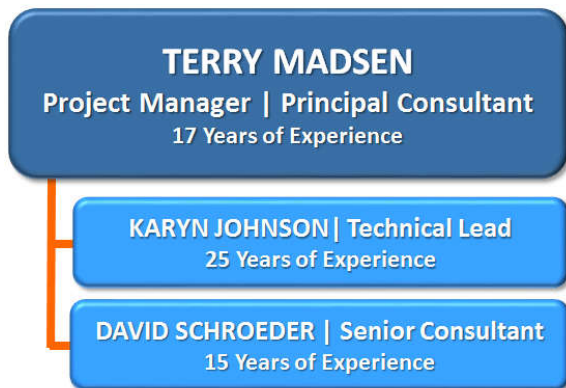 TERRY MADSEN
Project Manager | Principal Consultant
17 Years of Experience
KARYN JOHNSON| Technical Lead
25 Years of Experience
DAVID SCHROEDER | Senior Consultant
15 Years of Experience